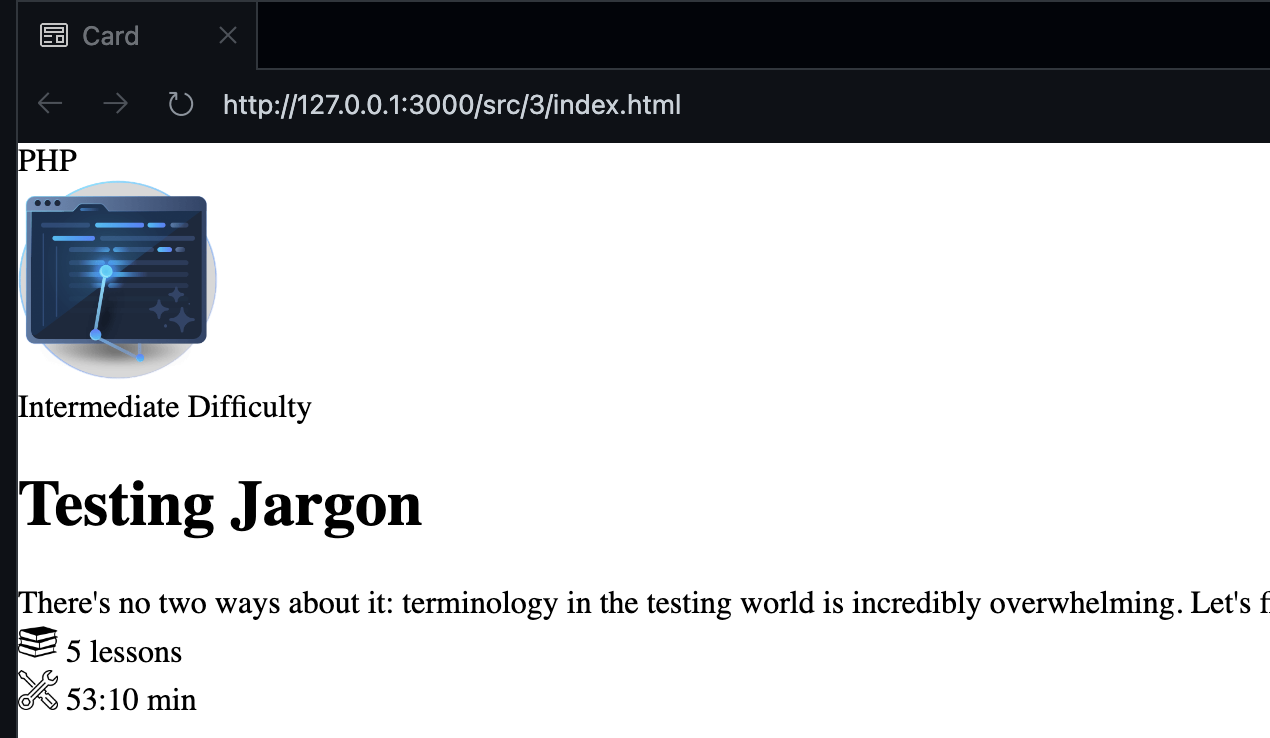 Card
http://127.0.0.1:3000/src/3/index.html
PHP
Intermediate Difficulty
Testing Jargon
There's no two ways about it: terminology in the testing world is incredibly overwhelming. Let's
5 lessons
53:10 min